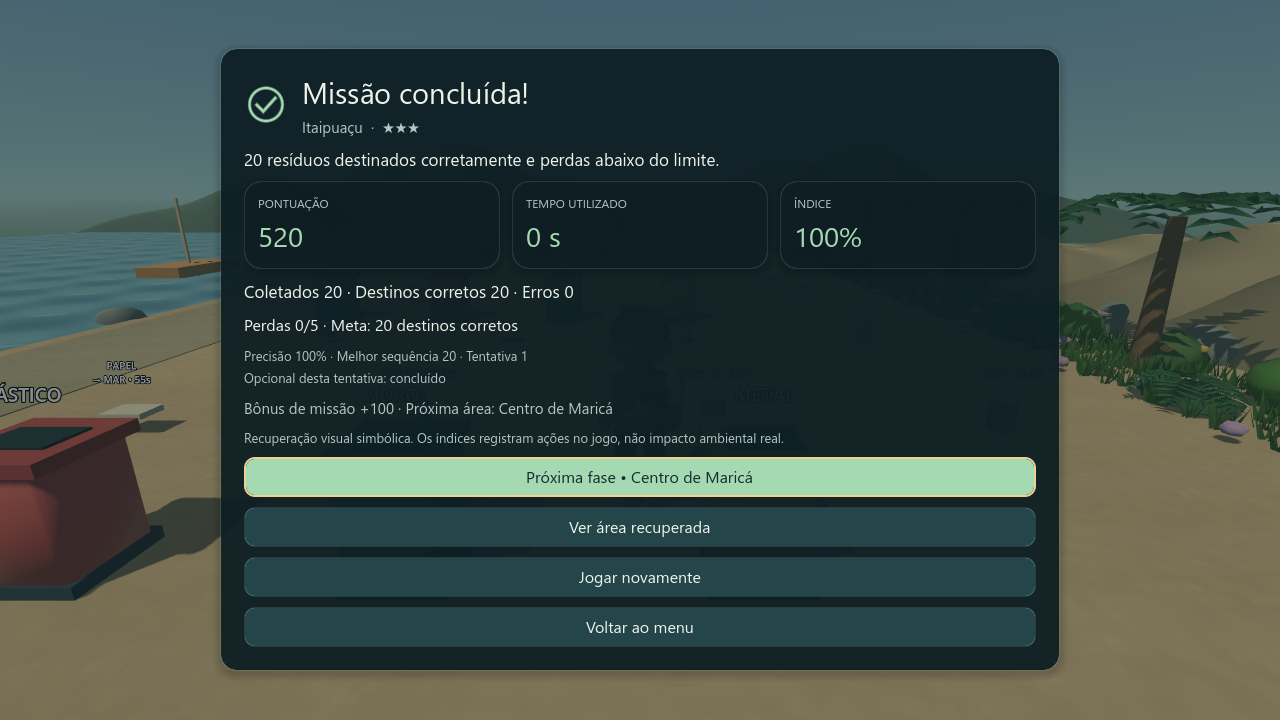 Missão concluída!
Itaipuaçu · ★★★
20 resíduos destinados corretamente e perdas abaixo do limite.
PONTUAÇÃO
520
TEMPO UTILIZADO
0 s
ÍNDICE
100%
Coletados 20 · Destinos corretos 20 · Erros 0
Perdas 0/5 · Meta: 20 destinos corretos
Precisão 100% · Melhor sequência 20 · Tentativa 1
Opcional desta tentativa: concluído
Bônus de missão +100 · Próxima área: Centro de Maricá
Recuperação visual simbólica. Os índices registram ações no jogo, não impacto ambiental real.
Próxima fase • Centro de Maricá
Ver área recuperada
Jogar novamente
Voltar ao menu
PAPEL
→ MAR • 55s
ÁSTICO
METAL